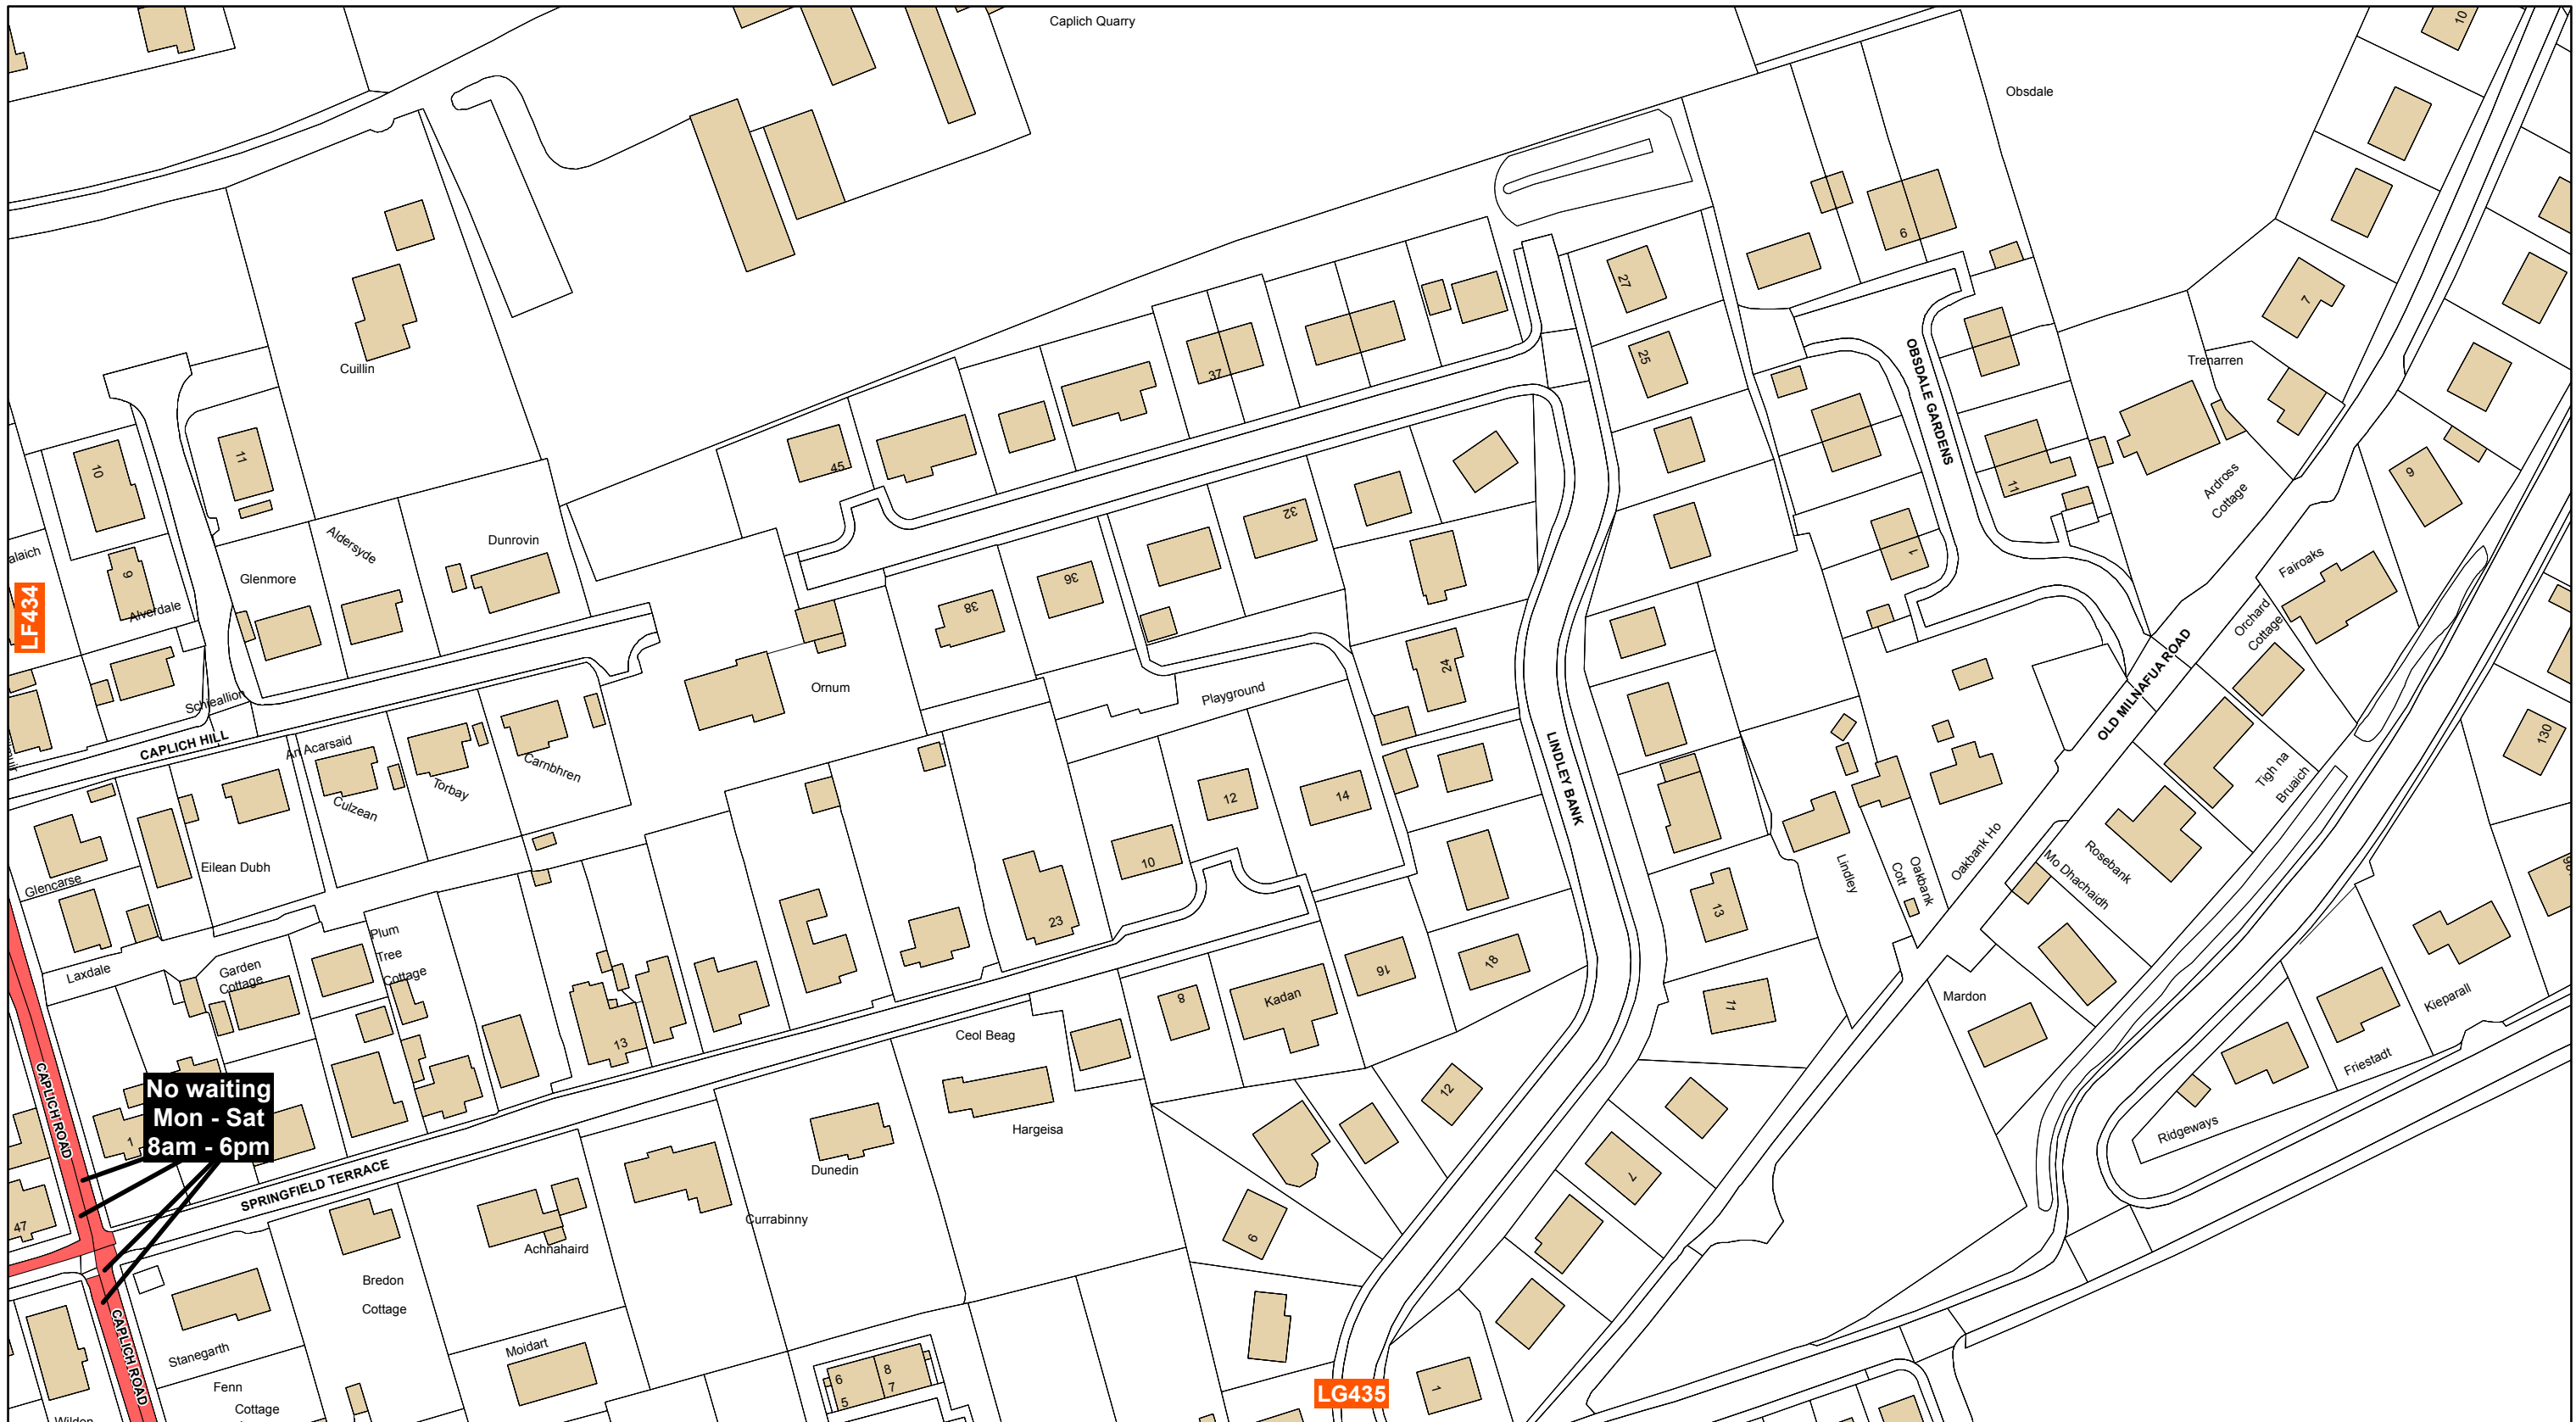 Caplich Quarry
10
Obsdale
6
27
7
Cuillin
OBSDALE GARDENS
Trenarren
25
37
45
10
11
11
9
Ardross
Cottage
32
Aldersyde
Dunrovin
alaich
1
Fairoaks
Glenmore
9
36
38
Alverdale
LF434
Orchard
Cottage
24
OLD MILNAFUA ROAD
Ornum
Playground
Schieallion
130
CAPLICH HILL
An Acarsaid
Carnbhren
LINDLEY BANK
Tigh na
Bruaich
Torbay
Culzean
12
14
Rosebank
Oakbank Ho
10
Eilean Dubh
Lindley
Oakbank
Cott
Mo Dhachaidh
Glencarse
23
13
Plum
Tree
Cottage
Garden
Cottage
Laxdale
18
16
8
Kadan
11
Mardon
Kieparall
13
Ceol Beag
Friestadt
CAPLICH ROAD
No waiting
Mon - Sat
8am - 6pm
1
12
Hargeisa
Ridgeways
7
Dunedin
SPRINGFIELD TERRACE
47
Currabinny
6
Achnahaird
Bredon
Cottage
Stanegarth
Moidart
CAPLICH ROAD
Fenn
Cottage
6
8
5
7
LG435
1